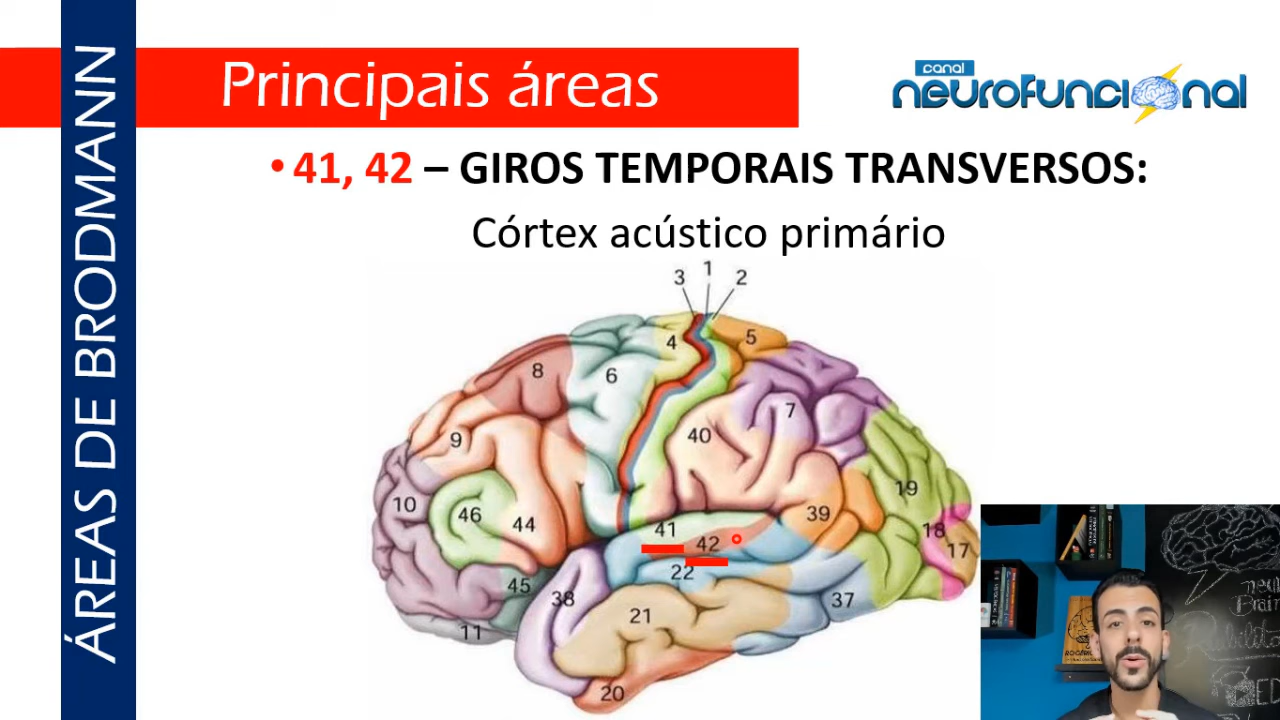 ÁREAS DE BRODMANN
Principais áreas
canal
neurofuncional
• 41, 42 – GIROS TEMPORAIS TRANSVERSOS:
Córtex acústico primário
3 1 2
4 5
8 6
7
9 40
10 46 44 19
39
41 18
42 17
22
45 38 37
21
11
20
neu
Brain